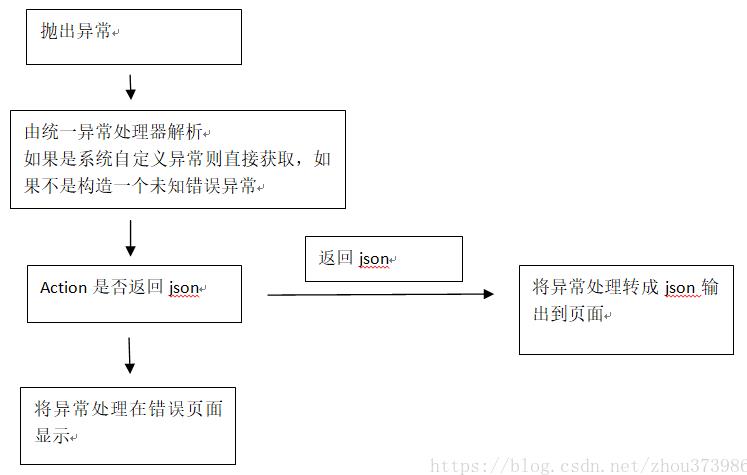 抛出异常
由统一异常处理器解析
如果是系统自定义异常则直接获取，如
果不是构造一个未知错误异常
返回 json
Action 是否返回 json
将异常处理转成 json 输
出到页面
将异常处理在错误页面
显示
https://blog.csdn.net/zhou373986